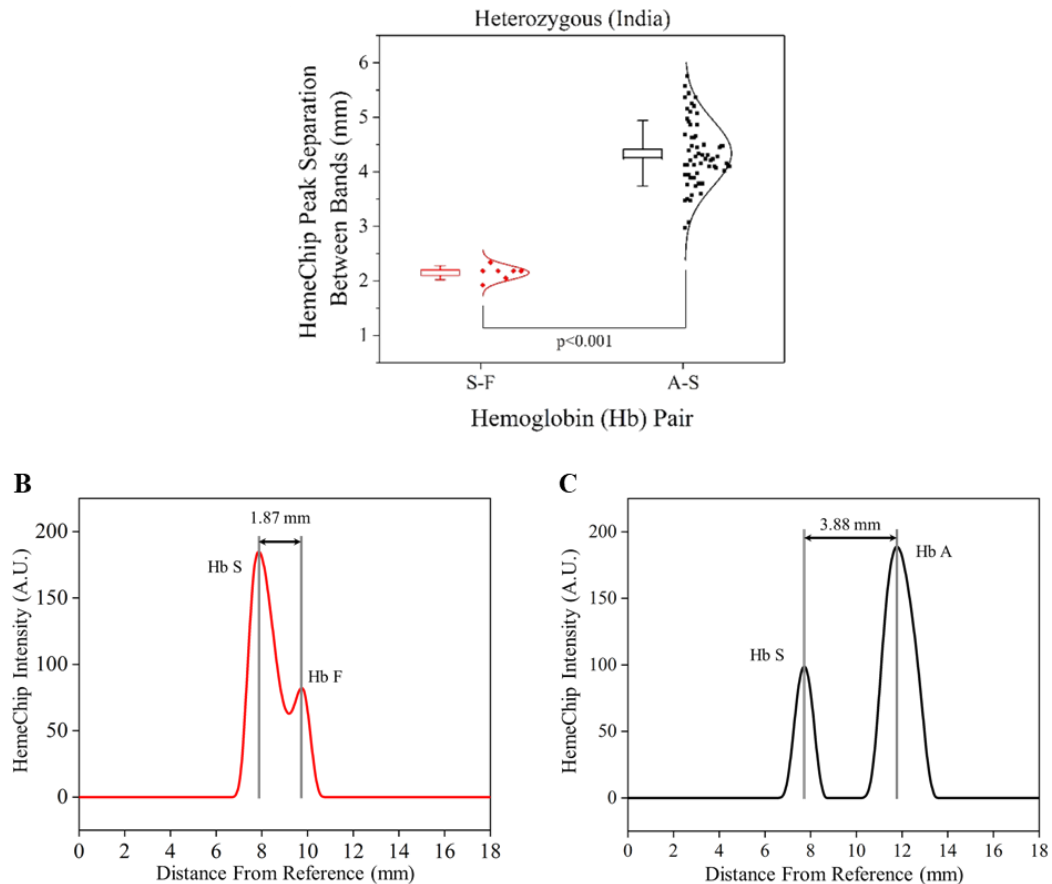 Heterozygous (India)
HemeChip Peak Separation
Between Bands (mm)
6
5
4
3
2
1
p<0.001
S-F
A-S
Hemoglobin (Hb) Pair
B
HemeChip Intensity (A.U.)
200
150
100
50
0
1.87 mm
Hb S
Hb F
0 2 4 6 8 10 12 14 16 18
Distance From Reference (mm)
C
HemeChip Intensity (A.U.)
200
150
100
50
0
3.88 mm
Hb A
Hb S
0 2 4 6 8 10 12 14 16 18
Distance From Reference (mm)